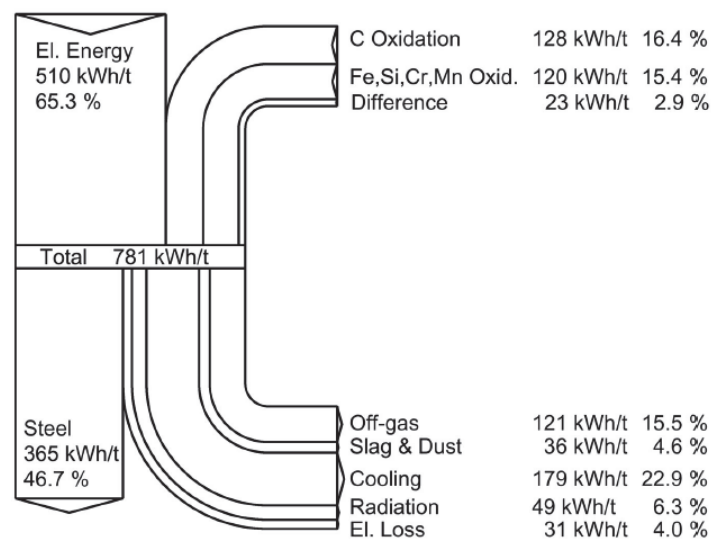 El. Energy
510 kWh/t
65.3 %
C Oxidation 128 kWh/t 16.4 %
Fe,Si,Cr,Mn Oxid. 120 kWh/t 15.4 %
Difference 23 kWh/t 2.9 %
Total 781 kWh/t
Steel
365 kWh/t
46.7 %
Off-gas 121 kWh/t 15.5 %
Slag & Dust 36 kWh/t 4.6 %
Cooling 179 kWh/t 22.9 %
Radiation 49 kWh/t 6.3 %
El. Loss 31 kWh/t 4.0 %